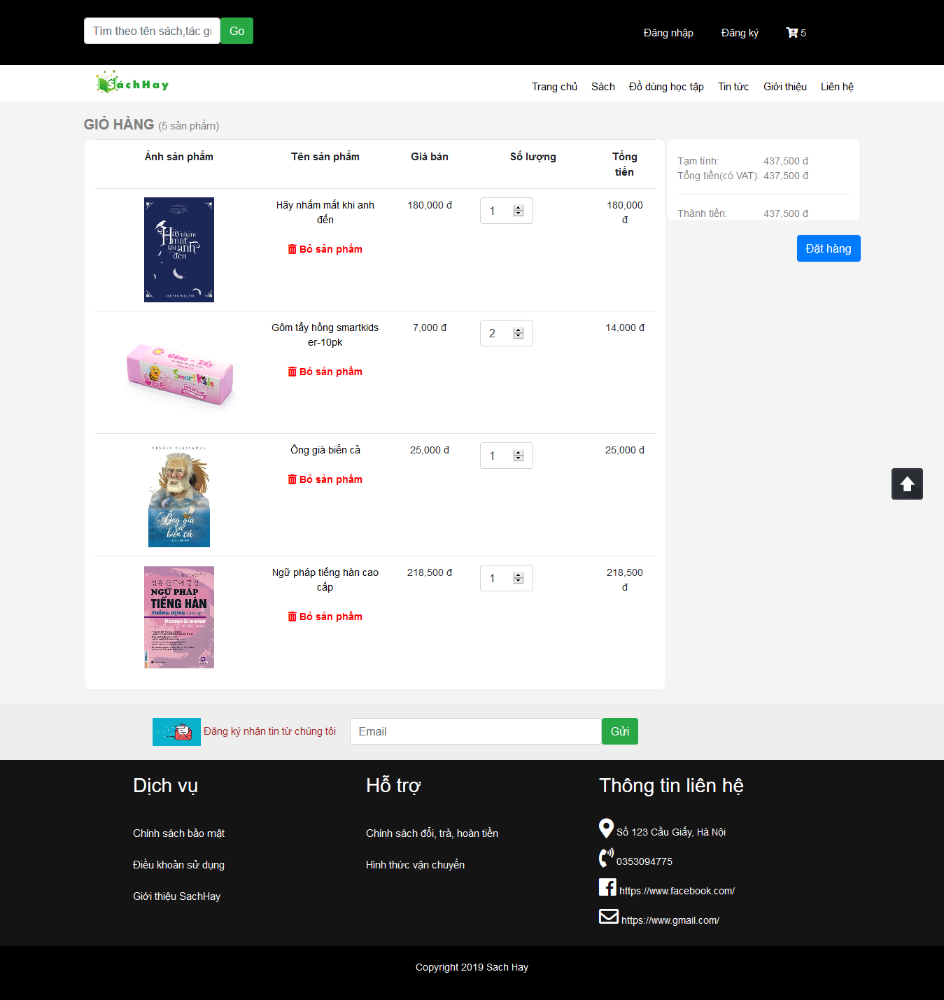 Tìm theo tên sách,tác gi
Go
Đăng nhập
Đăng ký
5
SáchHay
Trang chủ
Sách
Đồ dùng học tập
Tin tức
Giới thiệu
Liên hệ
GIỎ HÀNG (5 sản phẩm)
Ảnh sản phẩm
Tên sản phẩm
Giá bán
Số lượng
Tổng
tiền
Hãy nhắm mắt khi anh
đến
Bỏ sản phẩm
180,000 đ
1
180,000
đ
Hãy nhắm
mắt
khi anh
đến
Gôm tẩy hồng smartkids
er-10pk
Bỏ sản phẩm
7,000 đ
2
14,000 đ
GÔM - TẨY
Smart Kids
Ông già biển cả
Bỏ sản phẩm
25,000 đ
1
25,000 đ
ERNEST HEMINGWAY
Ông già
và
biển cả
Ngữ pháp tiếng hàn cao
cấp
Bỏ sản phẩm
218,500 đ
1
218,500
đ
실용 한국어 문법
NGỮ PHÁP
TIẾNG HÀN
THÔNG DỤNG Cao Cấp
Korean Grammar
Tạm tính: 437,500 đ
Tổng tiền(có VAT): 437,500 đ
Thành tiền: 437,500 đ
Đặt hàng
Đăng ký nhận tin từ chúng tôi
Email
Gửi
Dịch vụ
Chính sách bảo mật
Điều khoản sử dụng
Giới thiệu SachHay
Hỗ trợ
Chính sách đổi, trả, hoàn tiền
Hình thức vận chuyển
Thông tin liên hệ
Số 123 Cầu Giấy, Hà Nội
0353094775
https://www.facebook.com/
https://www.gmail.com/
Copyright 2019 Sach Hay